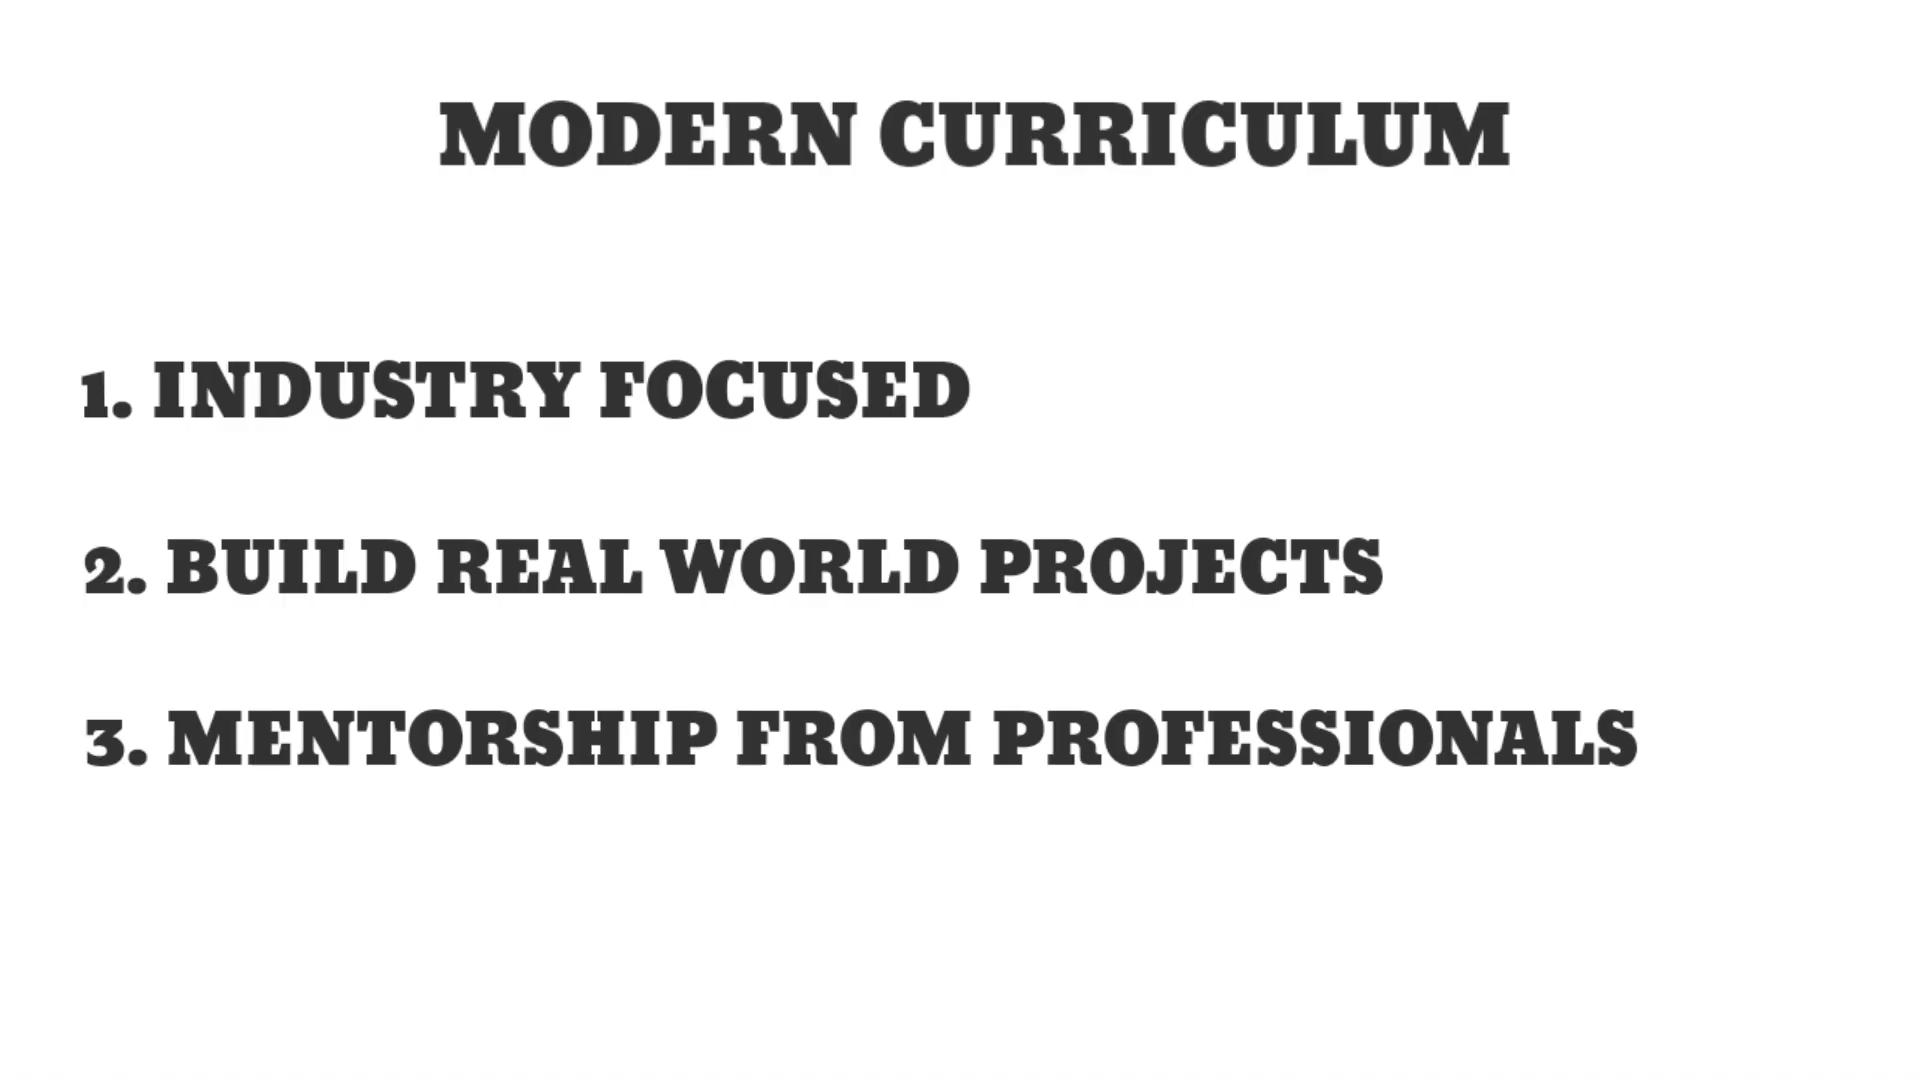 MODERN CURRICULUM
1. INDUSTRY FOCUSED
2. BUILD REAL WORLD PROJECTS
3. MENTORSHIP FROM PROFESSIONALS